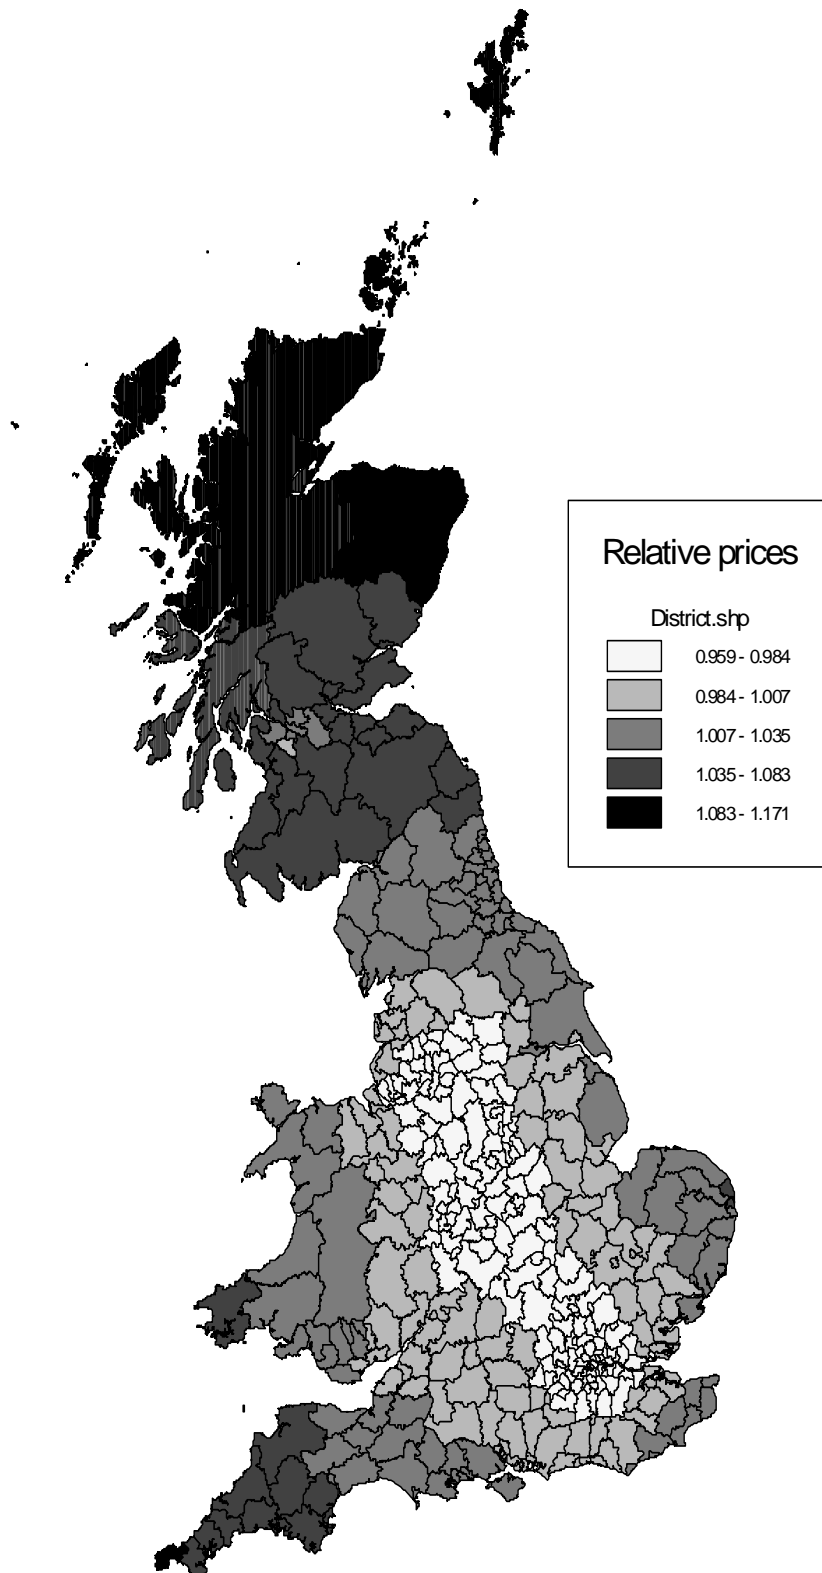 Relative prices
District.shp
0.959 - 0.984
0.984 - 1.007
1.007 - 1.035
1.035 - 1.083
1.083 - 1.171